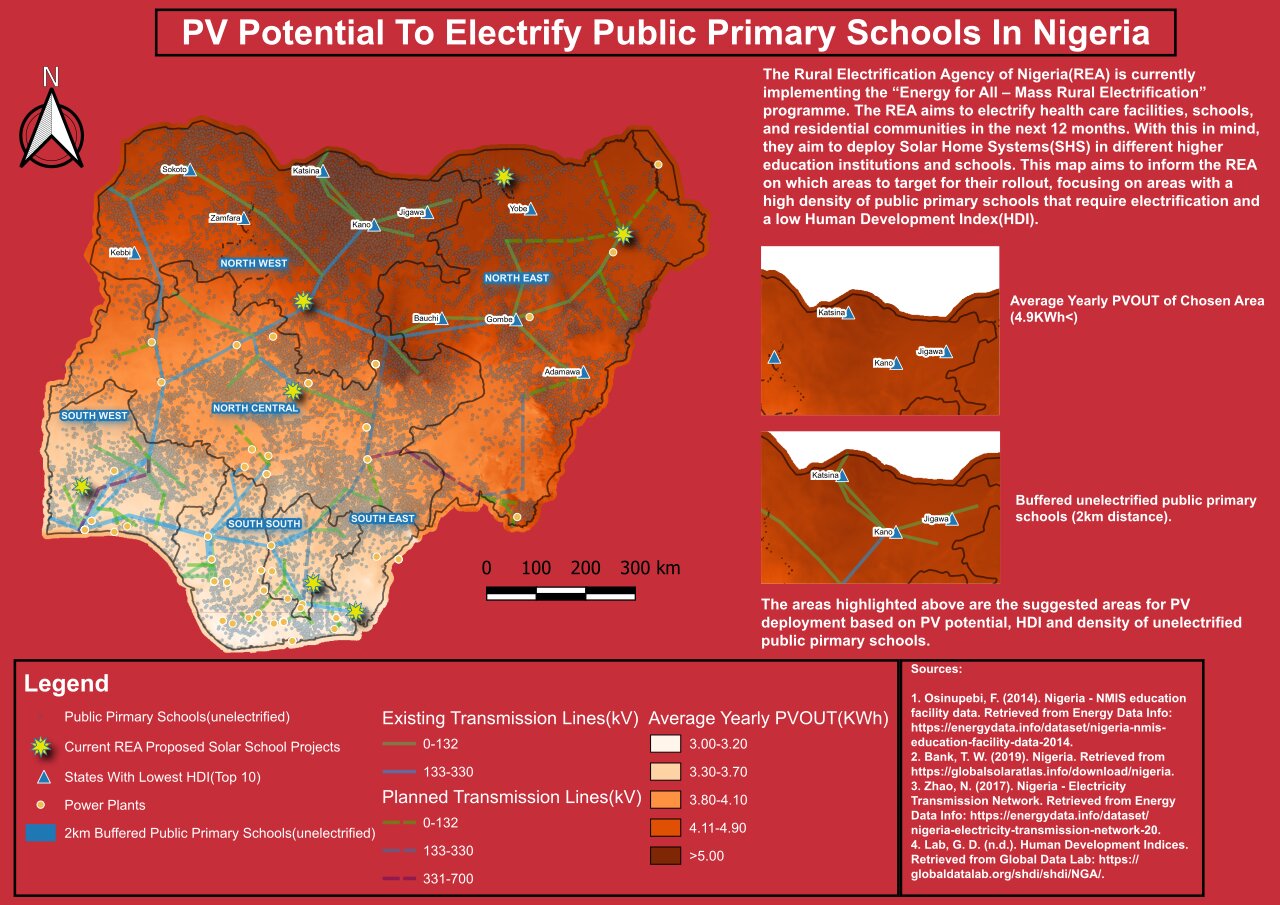 PV Potential To Electrify Public Primary Schools In Nigeria
N
The Rural Electrification Agency of Nigeria(REA) is currently
implementing the “Energy for All – Mass Rural Electrification”
programme. The REA aims to electrify health care facilities, schools,
and residential communities in the next 12 months. With this in mind,
they aim to deploy Solar Home Systems(SHS) in different higher
education institutions and schools. This map aims to inform the REA
on which areas to target for their rollout, focusing on areas with a
high density of public primary schools that require electrification and
a low Human Development Index(HDI).
Sokoto
Katsina
Zamfara
Kano
Jigawa
Yobe
Kebbi
NORTH WEST
NORTH EAST
Bauchi
Gombe
Adamawa
SOUTH WEST
NORTH CENTRAL
SOUTH SOUTH
SOUTH EAST
0 100 200 300 km
Katsina
Kano
Jigawa
Average Yearly PVOUT of Chosen Area
(4.9KWh<)
Katsina
Kano
Jigawa
Buffered unelectrified public primary
schools (2km distance).
The areas highlighted above are the suggested areas for PV
deployment based on PV potential, HDI and density of unelectrified
public pirmary schools.
Legend
Public Pirmary Schools(unelectrified)
Current REA Proposed Solar School Projects
States With Lowest HDI(Top 10)
Power Plants
2km Buffered Public Primary Schools(unelectrified)
Existing Transmission Lines(kV)
0-132
133-330
Planned Transmission Lines(kV)
0-132
133-330
331-700
Average Yearly PVOUT(KWh)
3.00-3.20
3.30-3.70
3.80-4.10
4.11-4.90
>5.00
Sources:
1. Osinupebi, F. (2014). Nigeria - NMIS education
facility data. Retrieved from Energy Data Info:
https://energydata.info/dataset/nigeria-nmis-
education-facility-data-2014.
2. Bank, T. W. (2019). Nigeria. Retrieved from
https://globalsolaratlas.info/download/nigeria.
3. Zhao, N. (2017). Nigeria - Electricity
Transmission Network. Retrieved from Energy
Data Info: https://energydata.info/dataset/
nigeria-electricity-transmission-network-20.
4. Lab, G. D. (n.d.). Human Development Indices.
Retrieved from Global Data Lab: https://
globaldatalab.org/shdi/shdi/NGA/.